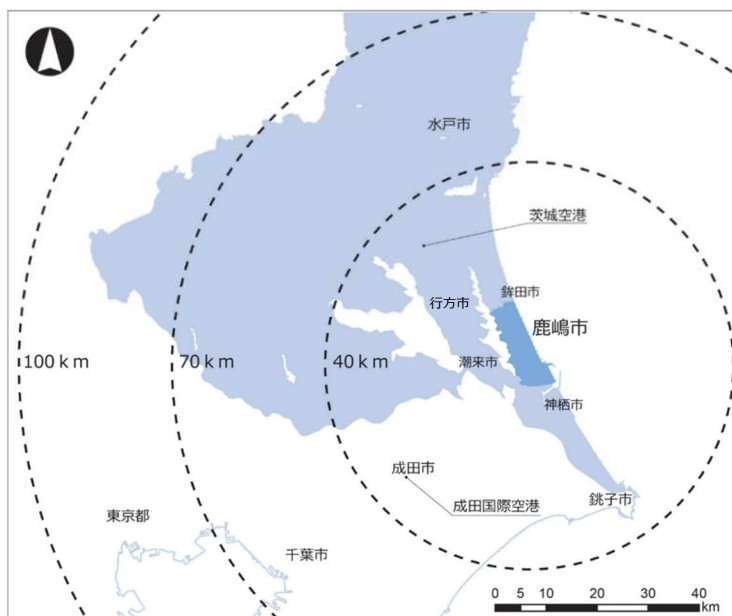 水戸市
茨城空港
鉾田市
行方市
鹿嶋市
100ｋｍ
70ｋｍ
40ｋｍ
潮来市
神栖市
成田市
銚子市
成田国際空港
東京都
千葉市
0 5 10 20 30 40
km